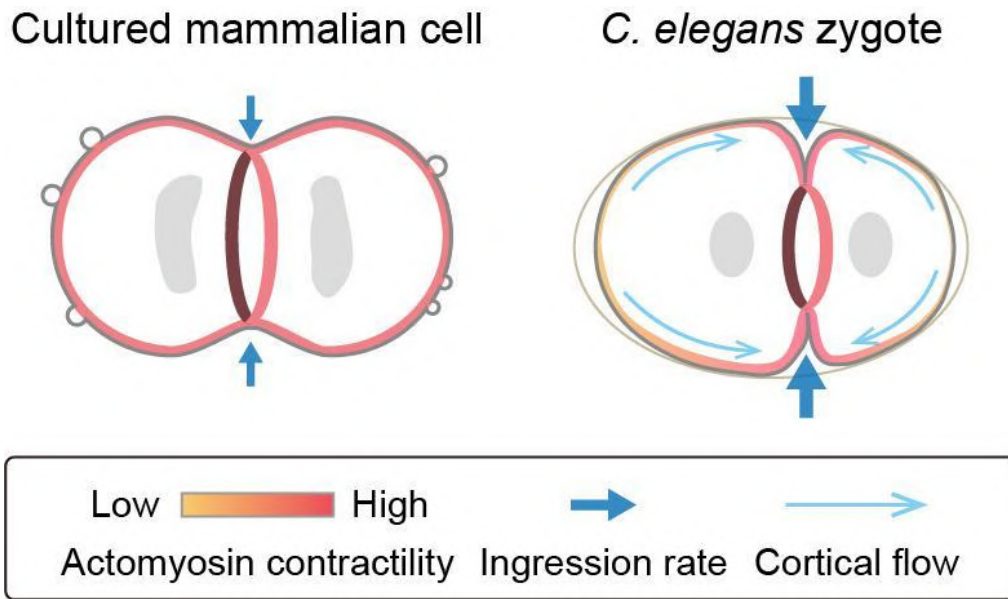 Cultured mammalian cell
C. elegans zygote
Low
High
Actomyosin contractility
Ingression rate
Cortical flow